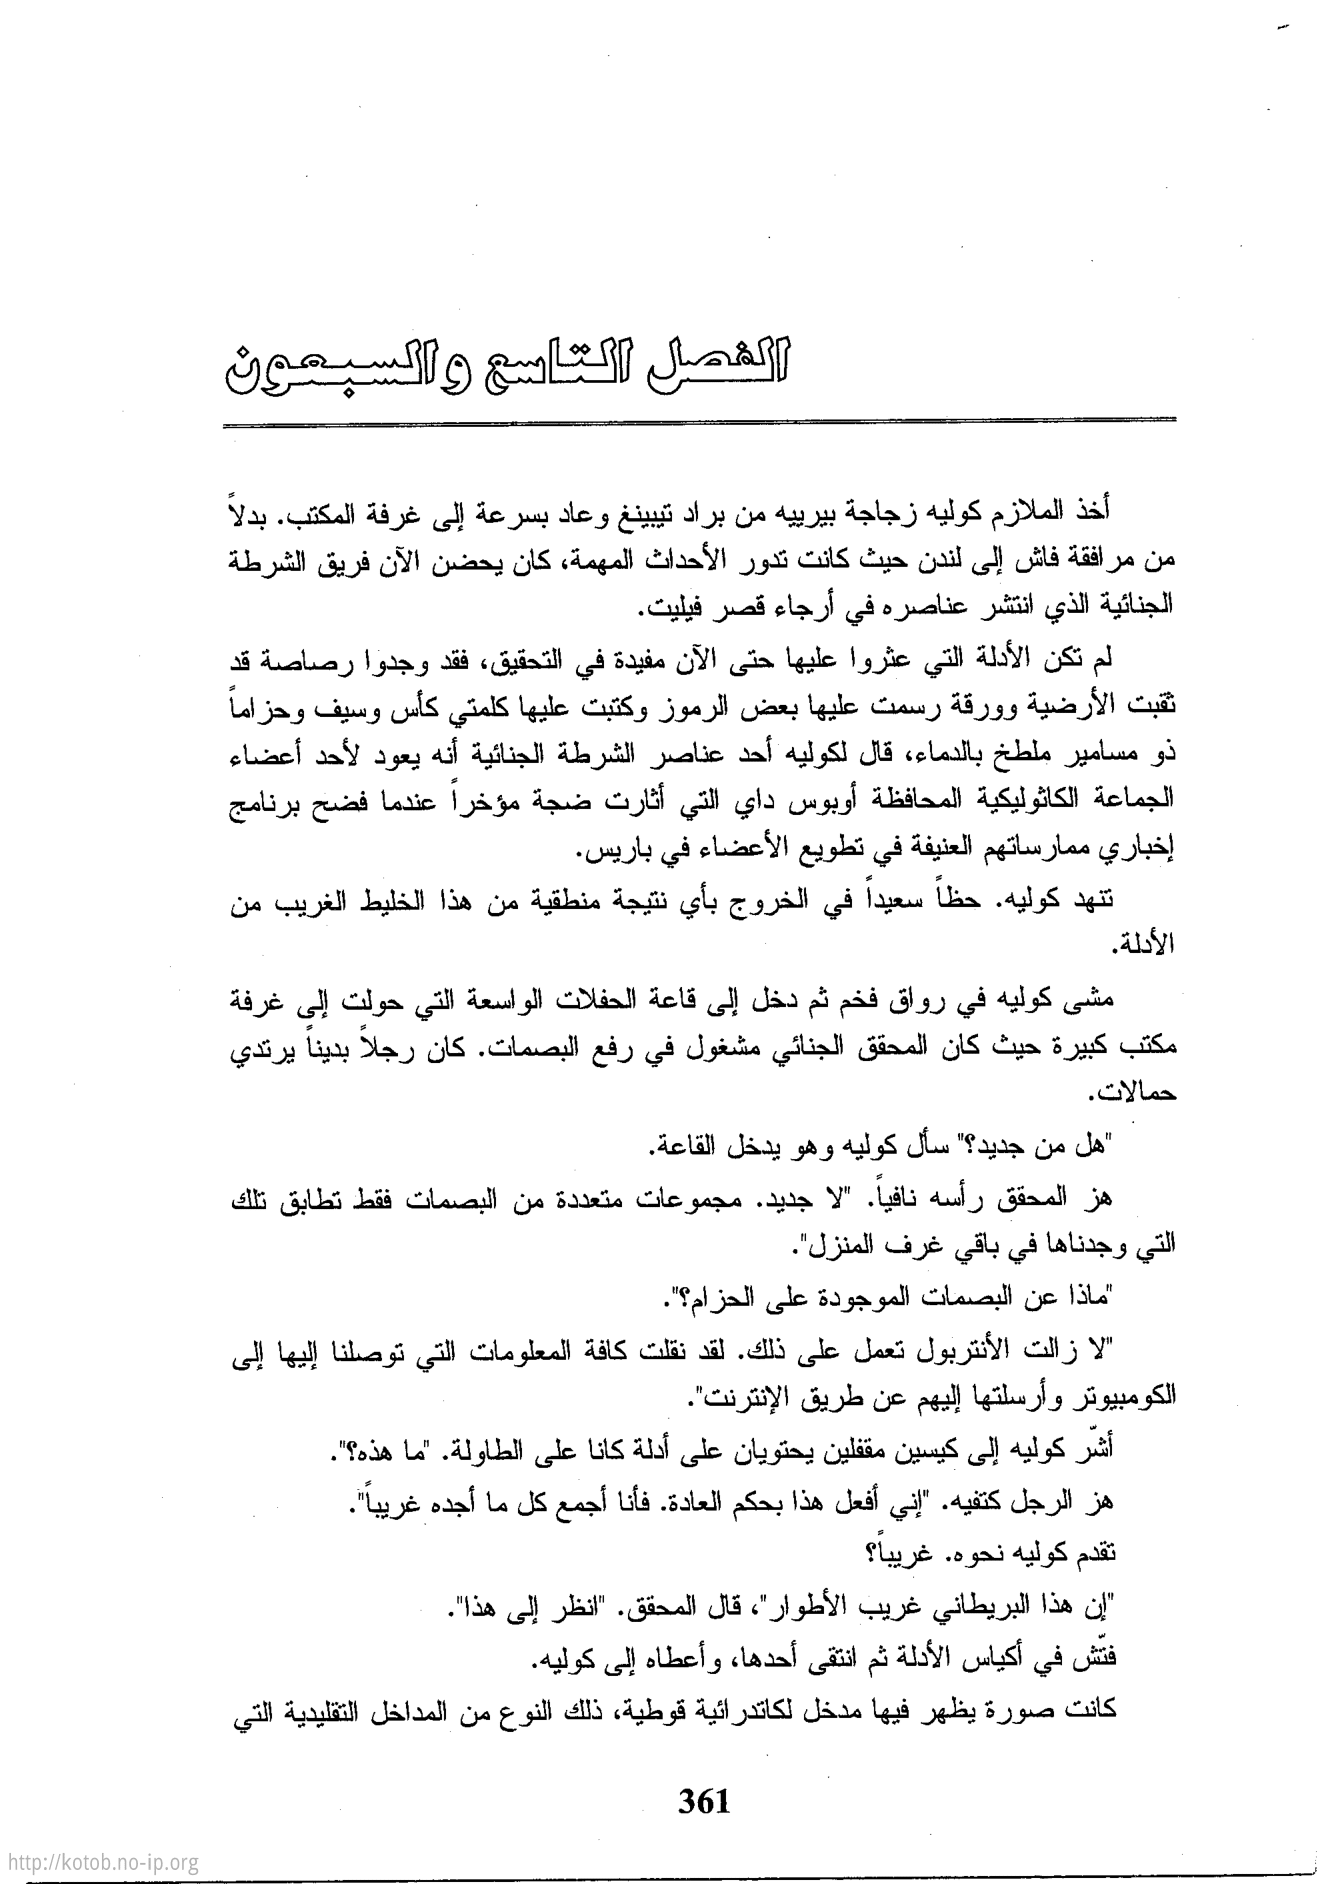 الفصل التاسع والسبعون
أخذ الملازم كوليه زجاجة بيرييه من براد تيبينغ وعاد بسرعة إلى غرفة المكتب. بدلاً
من مرافقة فاش إلى لندن حيث كانت تدور الأحداث المهمة، كان يحضن الآن فريق الشرطة
الجنائية الذي انتشر عناصره في أرجاء قصر فيليت.
لم تكن الأدلة التي عثروا عليها حتى الآن مفيدة في التحقيق، فقد وجدوا رصاصة قد
ثقبت الأرضية وورقة رسمت عليها بعض الرموز وكتبت عليها كلمتي كأس وسيف وحزاماً
ذو مسامير ملطخ بالدماء، قال لكوليه أحد عناصر الشرطة الجنائية أنه يعود لأحد أعضاء
الجماعة الكاثوليكية المحافظة أوبوس داي التي أثارت ضجة مؤخراً عندما فضح برنامج
إخباري ممارساتهم العنيفة في تطويع الأعضاء في باريس.
تنهد كوليه. حظاً سعيداً في الخروج بأي نتيجة منطقية من هذا الخليط الغريب من
الأدلة.
مشى كوليه في رواق فخم ثم دخل إلى قاعة الحفلات الواسعة التي حولت إلى غرفة
مكتب كبيرة حيث كان المحقق الجنائي مشغول في رفع البصمات. كان رجلاً بديناً يرتدي
حمالات.
"هل من جديد؟" سأل كوليه وهو يدخل القاعة.
هز المحقق رأسه نافياً. "لا جديد. مجموعات متعددة من البصمات فقط تطابق تلك
التي وجدناها في باقي غرف المنزل".
"ماذا عن البصمات الموجودة على الحزام؟".
"لا زالت الأنتربول تعمل على ذلك. لقد نقلت كافة المعلومات التي توصلنا إليها إلى
الكومبيوتر وأرسلتها إليهم عن طريق الإنترنت".
أشّر كوليه إلى كيسين مقفلين يحتويان على أدلة كانا على الطاولة. "ما هذه؟".
هز الرجل كتفيه. "إني أفعل هذا بحكم العادة. فأنا أجمع كل ما أجده غريباً".
تقدم كوليه نحوه. غريباً؟
"إن هذا البريطاني غريب الأطوار"، قال المحقق. "انظر إلى هذا".
فتّش في أكياس الأدلة ثم انتقى أحدها، وأعطاه إلى كوليه.
كانت صورة يظهر فيها مدخل لكاتدرائية قوطية، ذلك النوع من المداخل التقليدية التي
361
http://kotob.no-ip.org